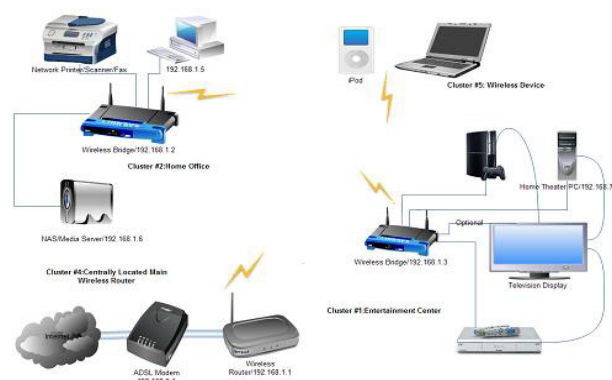 Network Printer/Scanner/Fax
192.168.1.5
Wireless Bridge/192.168.1.2
Cluster #2:Home Office
NAS/Media Server/192.168.1.6
Cluster #4:Centrally Located Main
Wireless Router
ADSL Modem
Wireless
Router/192.168.1.1
iPod
Cluster #5: Wireless Device
Home Theater PC/192.168.
Optional
Wireless Bridge/192.168.1.3
Television Display
Cluster #1:Entertainment Center